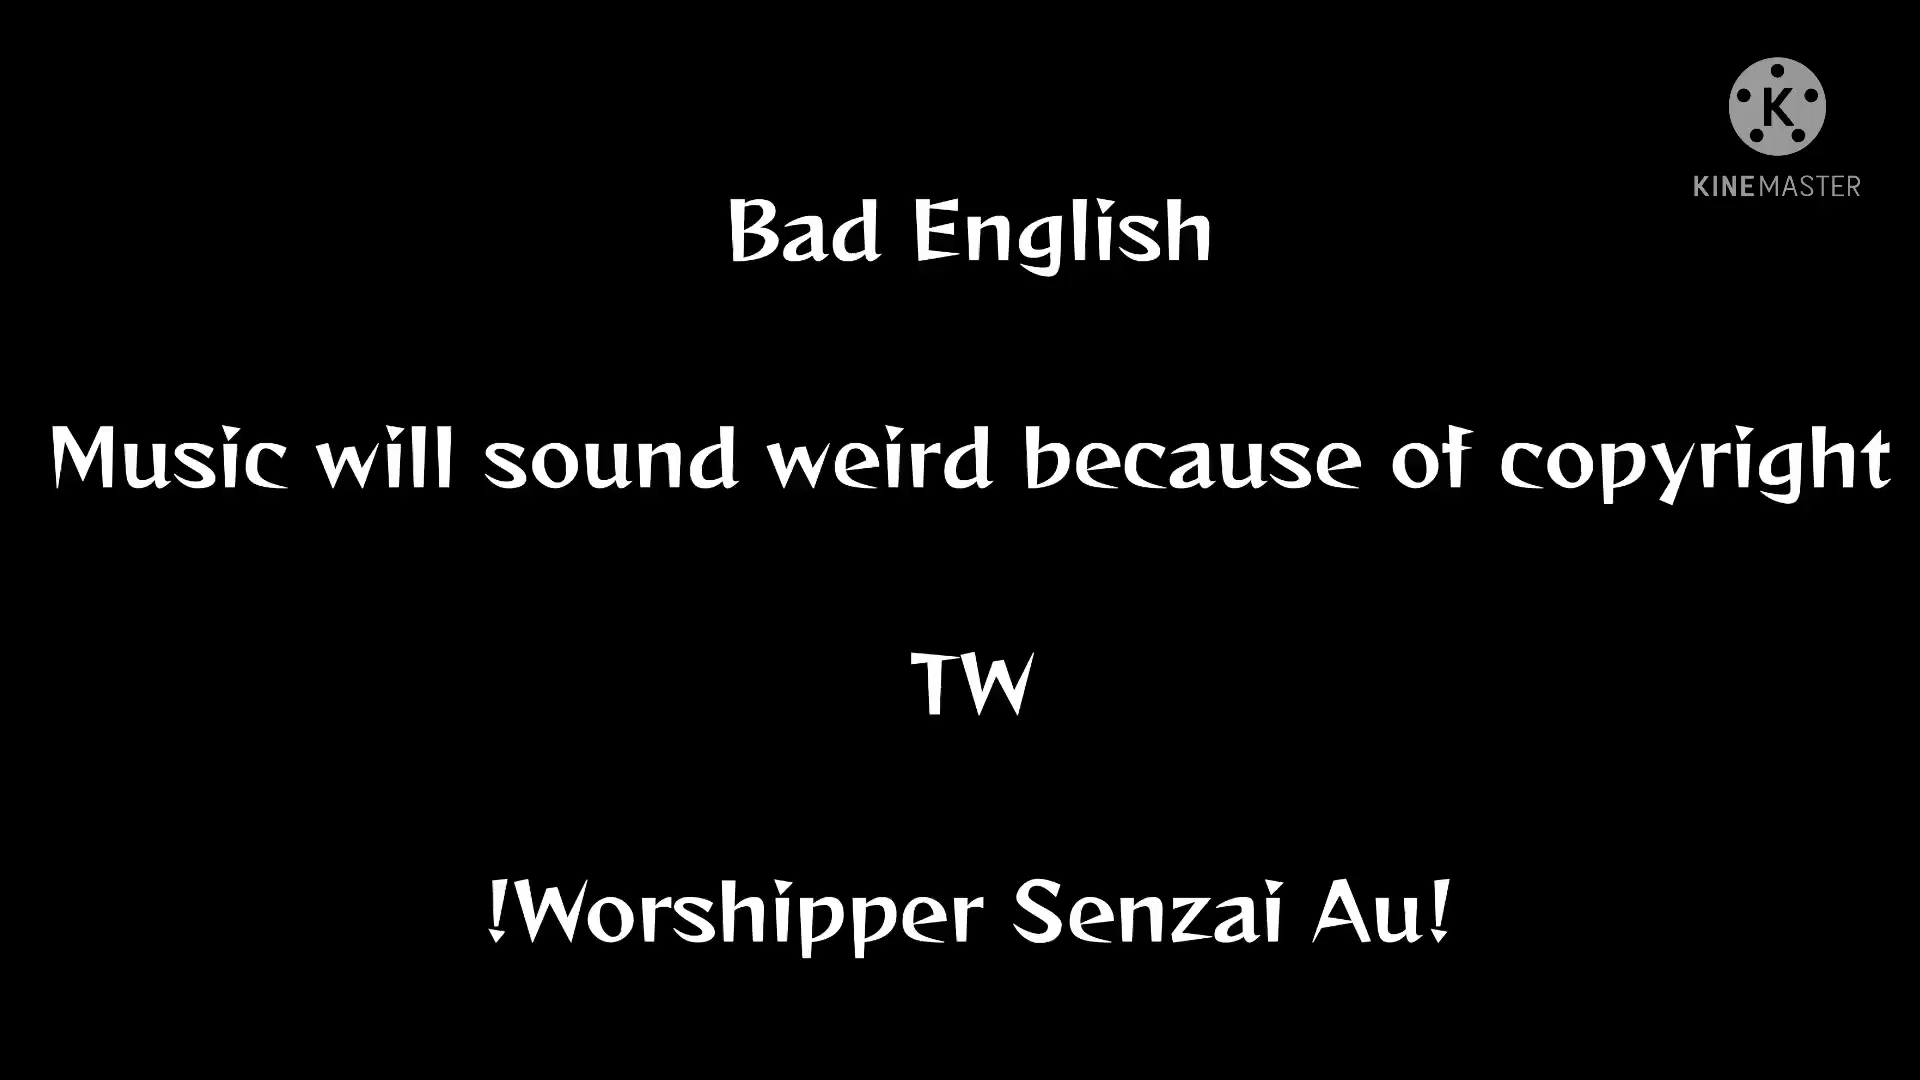 K
KINEMASTER
Bad English
Music will sound weird because of copyright
TW
!Worshipper Senzai Au!